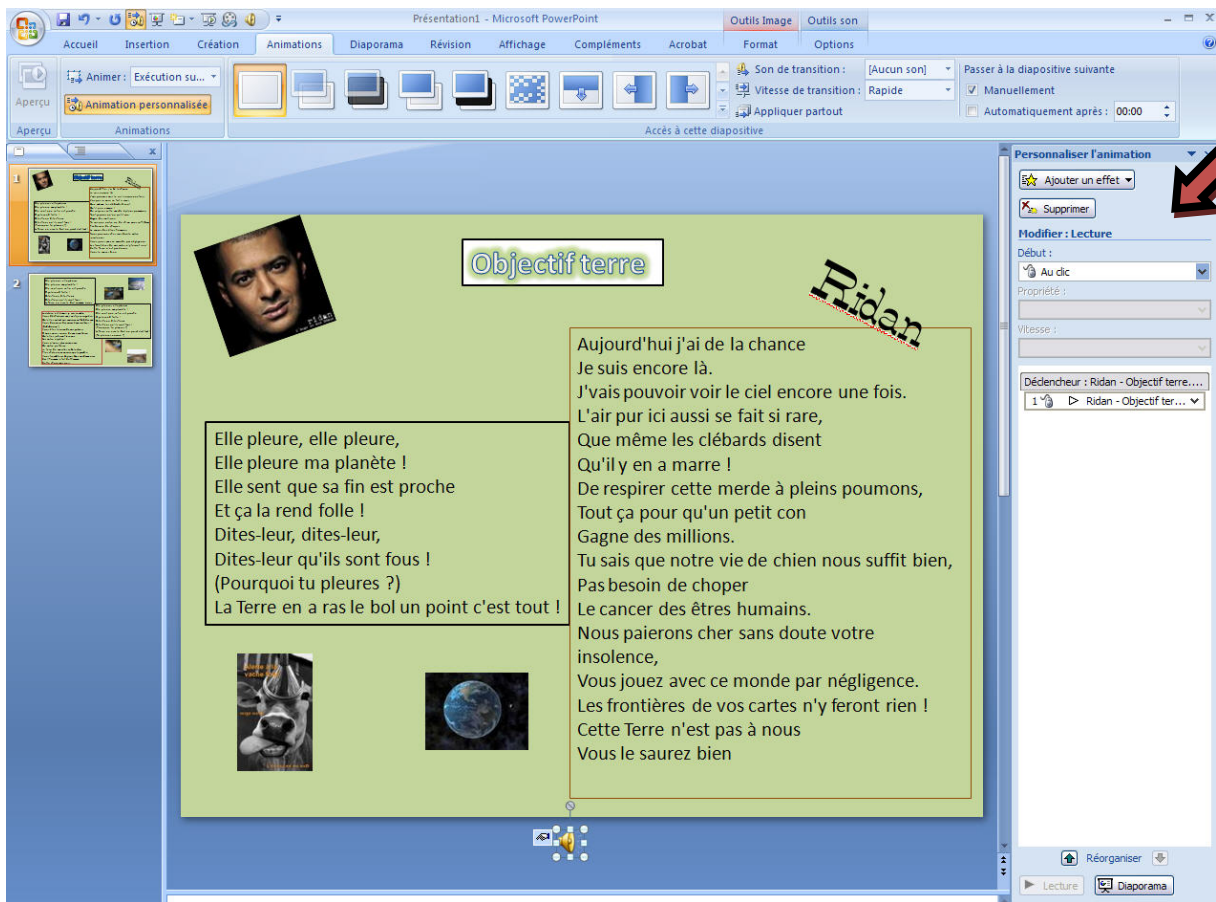 Présentation1 - Microsoft PowerPoint
Outils Image
Outils son
Accueil
Insertion
Création
Animations
Diaporama
Révision
Affichage
Compléments
Acrobat
Format
Options
Aperçu
Animer : Exécution su...
Animation personnalisée
Son de transition : [Aucun son]
Vitesse de transition : Rapide
Appliquer partout
Passer à la diapositive suivante
Manuellement
Automatiquement après : 00:00
Aperçu
Animations
Accès à cette diapositive
1
2
Objectif terre
Ridan
ridan
Elle pleure, elle pleure,
Elle pleure ma planète !
Elle sent que sa fin est proche
Et ça la rend folle !
Dites-leur, dites-leur,
Dites-leur qu'ils sont fous !
(Pourquoi tu pleures ?)
La Terre en a ras le bol un point c'est tout !
Aujourd'hui j'ai de la chance
Je suis encore là.
J'vais pouvoir voir le ciel encore une fois.
L'air pur ici aussi se fait si rare,
Que même les clébards disent
Qu'il y en a marre !
De respirer cette merde à pleins poumons,
Tout ça pour qu'un petit con
Gagne des millions.
Tu sais que notre vie de chien nous suffit bien,
Pas besoin de choper
Le cancer des êtres humains.
Nous paierons cher sans doute votre
insolence,
Vous jouez avec ce monde par négligence.
Les frontières de vos cartes n'y feront rien !
Cette Terre n'est pas à nous
Vous le saurez bien
Personnaliser l'animation
Ajouter un effet
Supprimer
Modifier : Lecture
Début :
Au clic
Propriété :
Vitesse :
Déclencheur : Ridan - Objectif terre....
1 Ridan - Objectif ter...
Réorganiser
Lecture
Diaporama